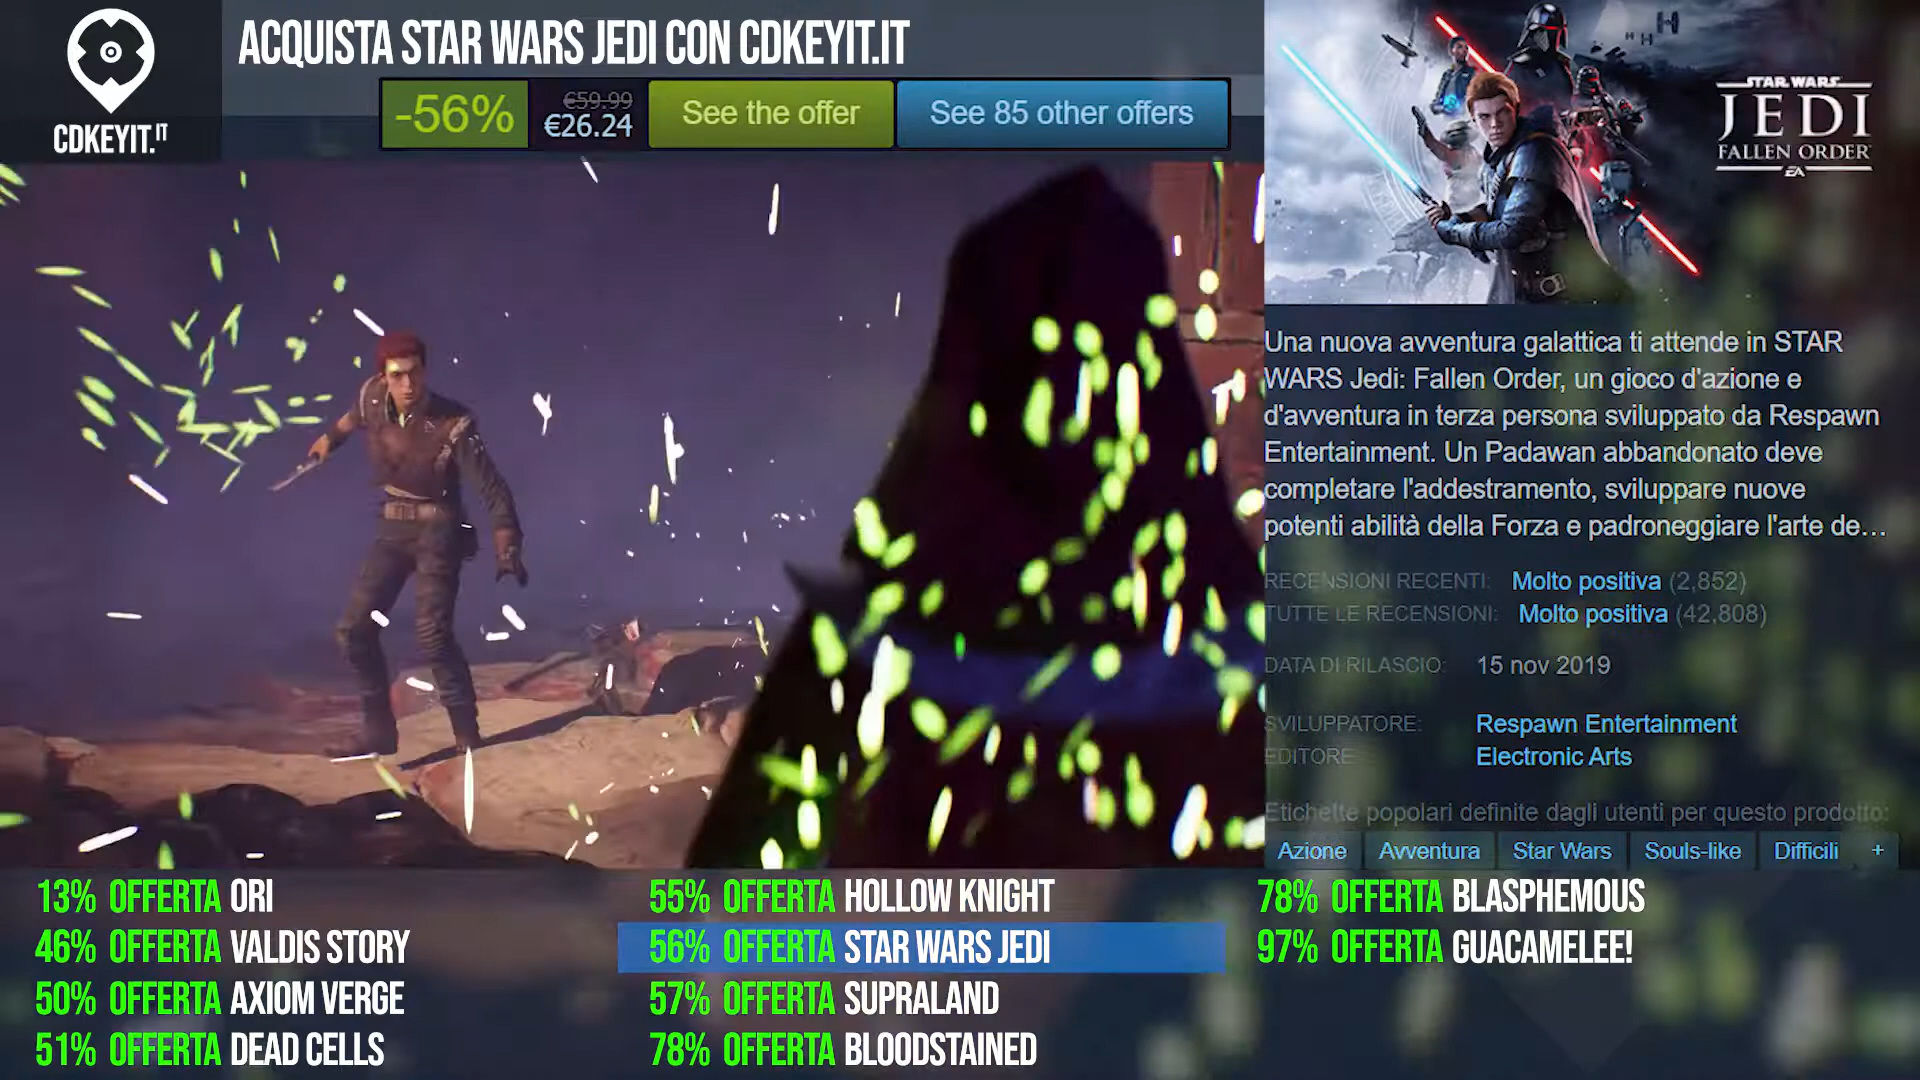 CDKEYIT.IT
ACQUISTA STAR WARS JEDI CON CDKEYIT.IT
-56%
€59.99
€26.24
See the offer
See 85 other offers
STAR WARS
JEDI
FALLEN ORDER
EA
Una nuova avventura galattica ti attende in STAR
WARS Jedi: Fallen Order, un gioco d'azione e
d'avventura in terza persona sviluppato da Respawn
Entertainment. Un Padawan abbandonato deve
completare l'addestramento, sviluppare nuove
potenti abilità della Forza e padroneggiare l'arte de...
RECENSIONI RECENTI: Molto positiva (2,852)
TUTTE LE RECENSIONI: Molto positiva (42,808)
DATA DI RILASCIO: 15 nov 2019
SVILUPPATORE: Respawn Entertainment
EDITORE: Electronic Arts
Etichette popolari definite dagli utenti per questo prodotto:
Azione Avventura Star Wars Souls-like Difficili +
13% OFFERTA ORI
46% OFFERTA VALDIS STORY
50% OFFERTA AXIOM VERGE
51% OFFERTA DEAD CELLS
55% OFFERTA HOLLOW KNIGHT
56% OFFERTA STAR WARS JEDI
57% OFFERTA SUPRALAND
78% OFFERTA BLOODSTAINED
78% OFFERTA BLASPHEMOUS
97% OFFERTA GUACAMELEE!